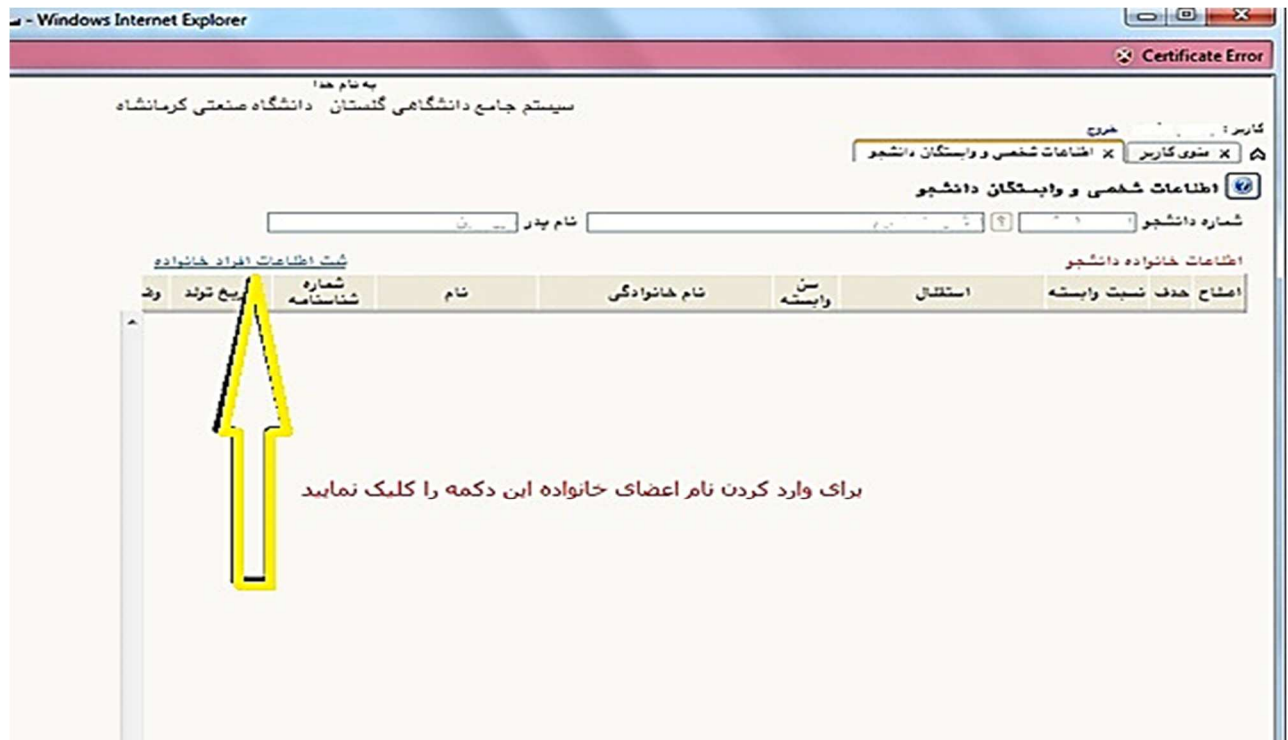 - Windows Internet Explorer
Certificate Error
به نام خدا
سیستم جامع دانشگاهی گلستان دانشگاه صنعتی کرمانشاه
کاربر :
خروج
منوی کاربر x اطلاعات شخصی و وابستگان دانشجو x
اطلاعات شخصی و وابستگان دانشجو
شماره دانشجو
نام پدر
اطلاعات خانواده دانشجو
ثبت اطلاعات افراد خانواده
اصلاح حذف نسبت وابسته استقلال سن وابسته نام خانوادگی نام شماره شناسنامه تولد
برای وارد کردن نام اعضای خانواده این دکمه را کلیک نمایید